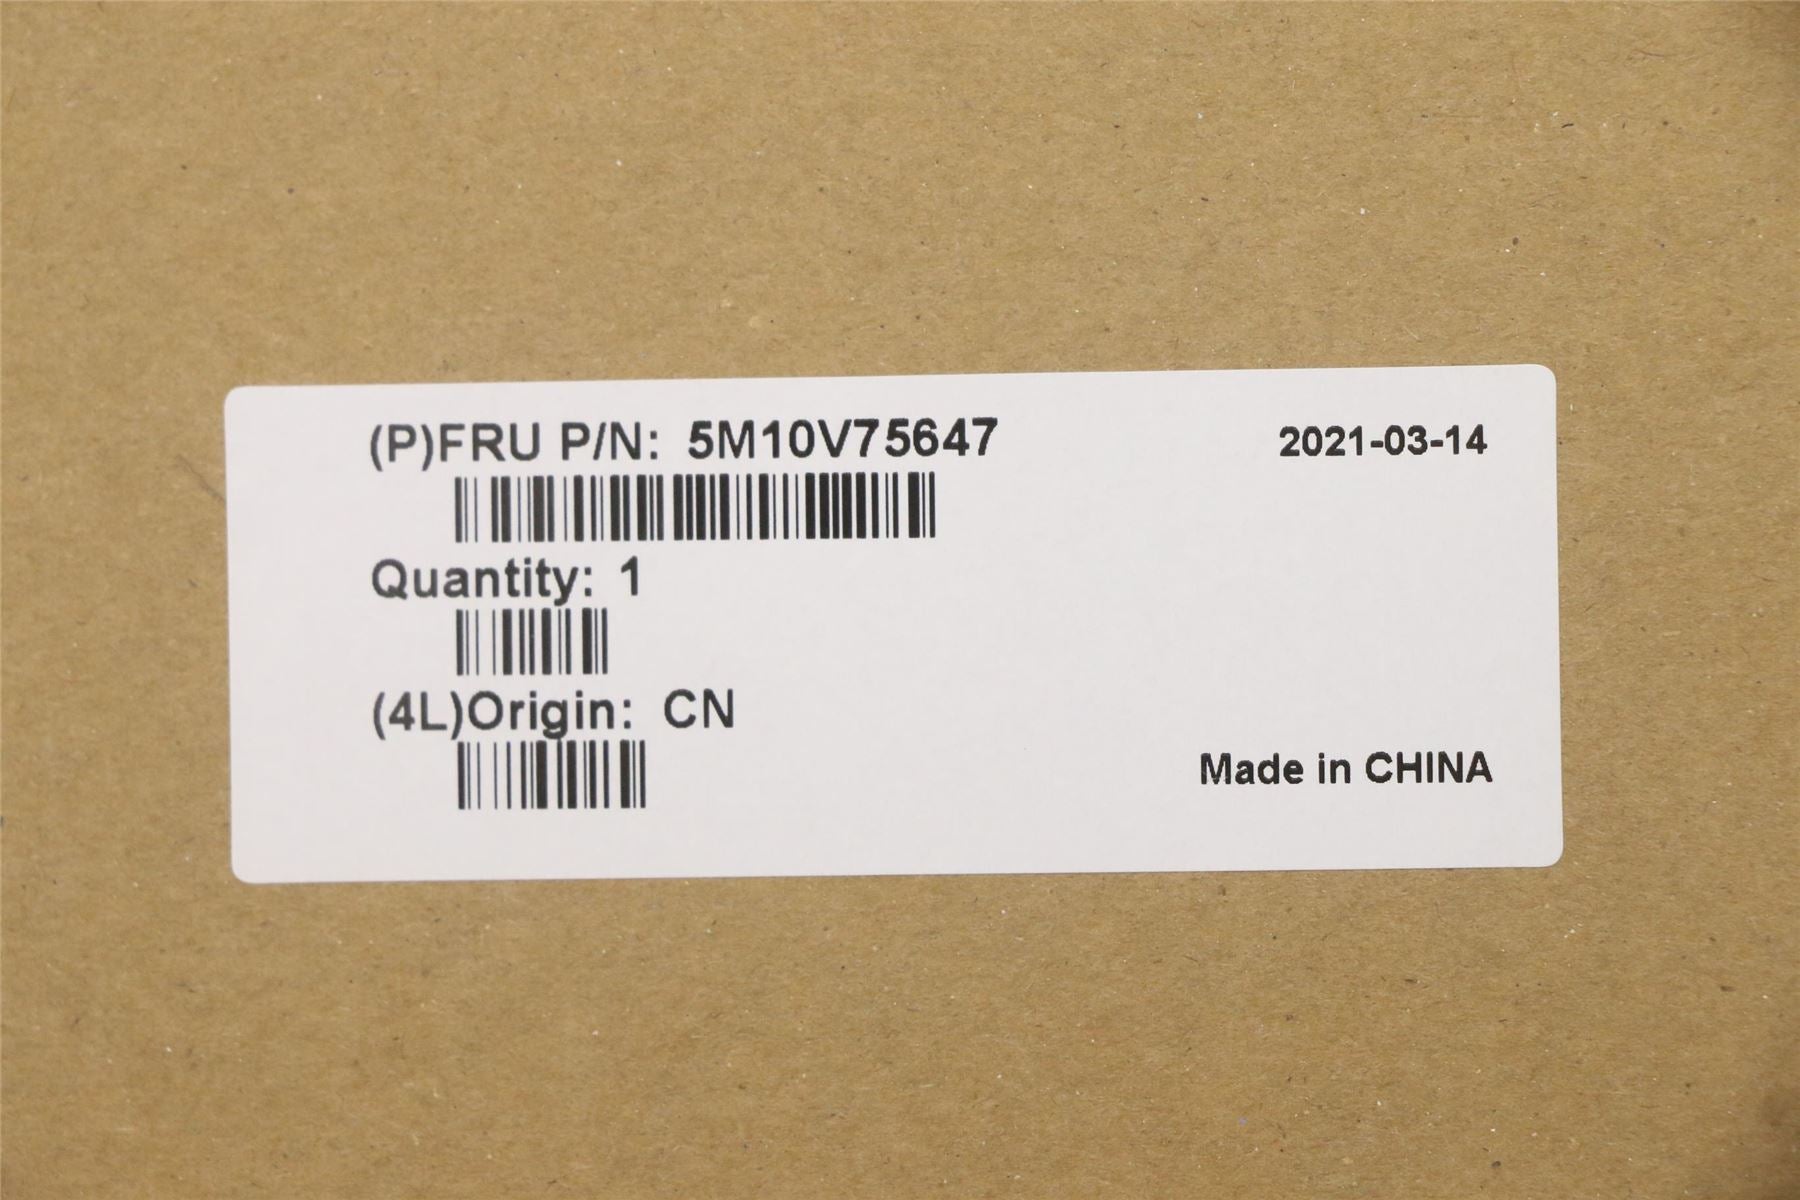 (P)FRU P/N: 5M10V75647 2021-03-14
Quantity: 1
(4L)Origin: CN
Made in CHINA